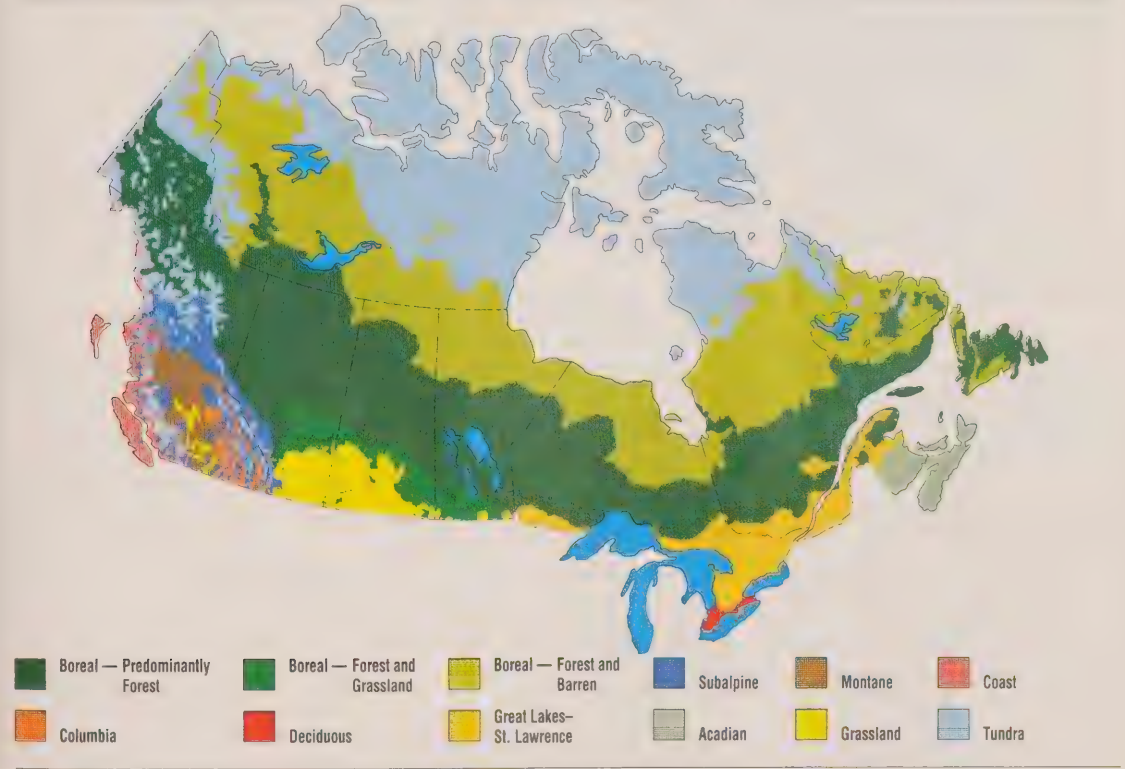 Boreal — Predominantly
Forest
Boreal — Forest and
Grassland
Boreal — Forest and
Barren
Subalpine
Montane
Coast
Columbia
Deciduous
Great Lakes–
St. Lawrence
Acadian
Grassland
Tundra